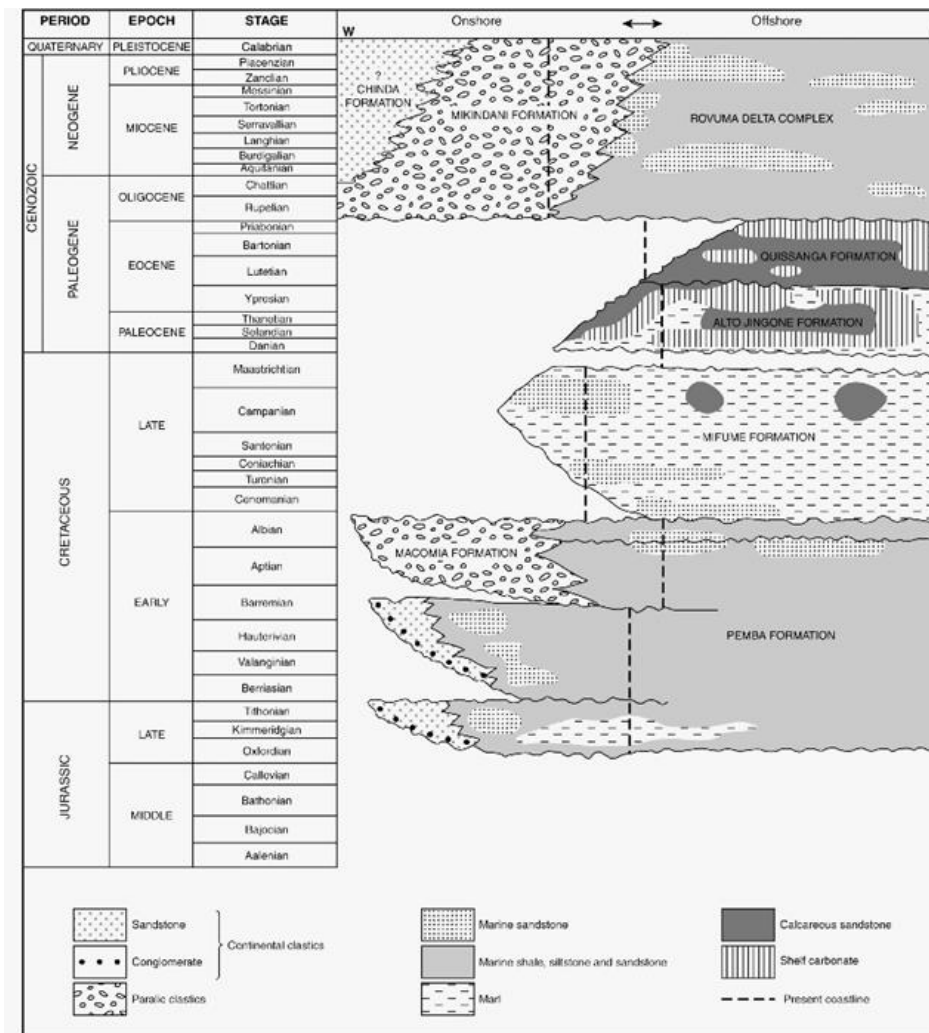 PERIOD EPOCH STAGE W Onshore Offshore
QUATERNARY PLEISTOCENE Calabrian
CENOZOIC
NEOGENE
PLIOCENE
Piacenzian
Zanclian
MIOCENE
Messinian
Tortonian
Serravallian
Langhian
Burdigalian
Aquitanian
PALEOGENE
OLIGOCENE
Chattian
Rupelian
EOCENE
Priabonian
Bartonian
Lutetian
Ypresian
PALEOCENE
Thanetian
Selandian
Danian
CRETACEOUS
LATE
Maastrichtian
Campanian
Santonian
Coniachian
Turonian
Cenomanian
EARLY
Albian
Aptian
Barremian
Hauterivian
Valanginian
Berriasian
JURASSIC
LATE
Tithonian
Kimmeridgian
Oxfordian
MIDDLE
Callovian
Bathonian
Bajocian
Aalenian
?
CHINDA
FORMATION
MIKINDANI FORMATION
ROVUMA DELTA COMPLEX
QUISSANGA FORMATION
ALTO JINGONE FORMATION
MIFUME FORMATION
MACOMIA FORMATION
PEMBA FORMATION
Sandstone
Conglomerate
Continental clastics
Paralic clastics
Marine sandstone
Marine shale, siltstone and sandstone
Marl
Calcareous sandstone
Shelf carbonate
Present coastline